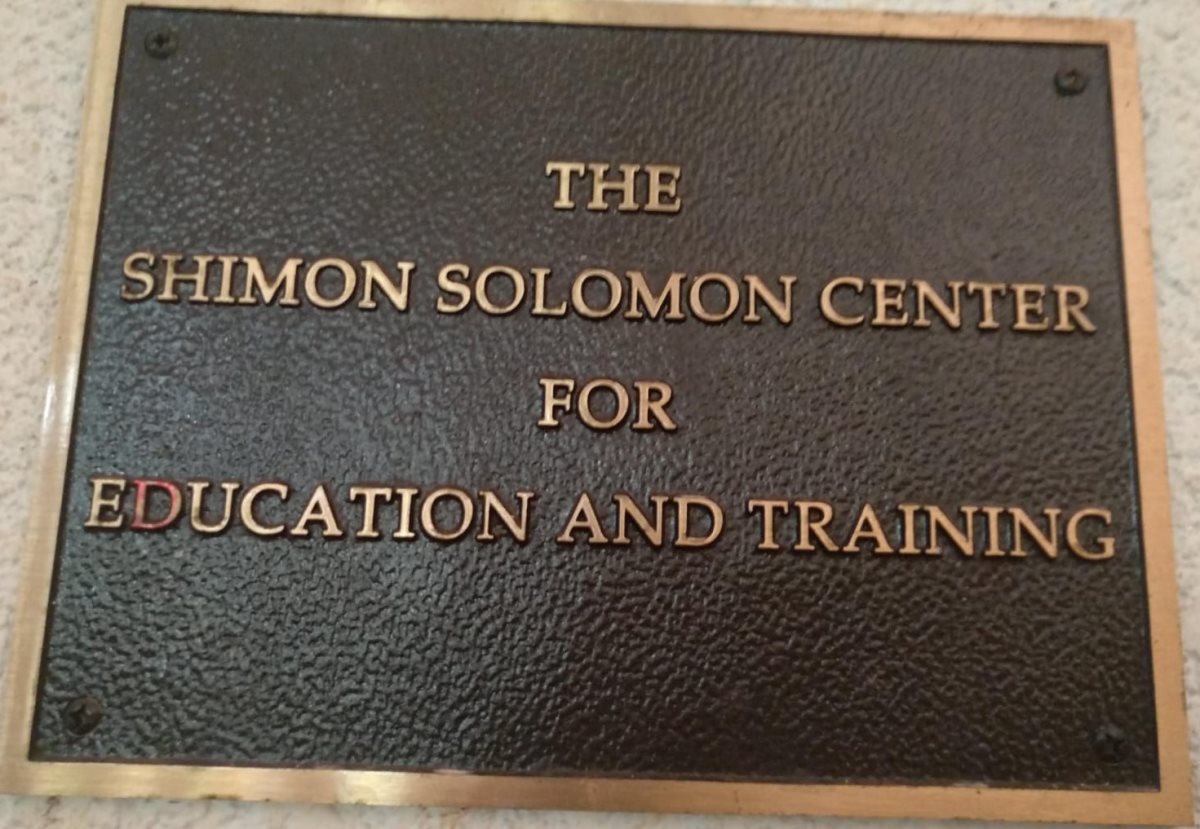 THE
SHIMON SOLOMON CENTER
FOR
EDUCATION AND TRAINING